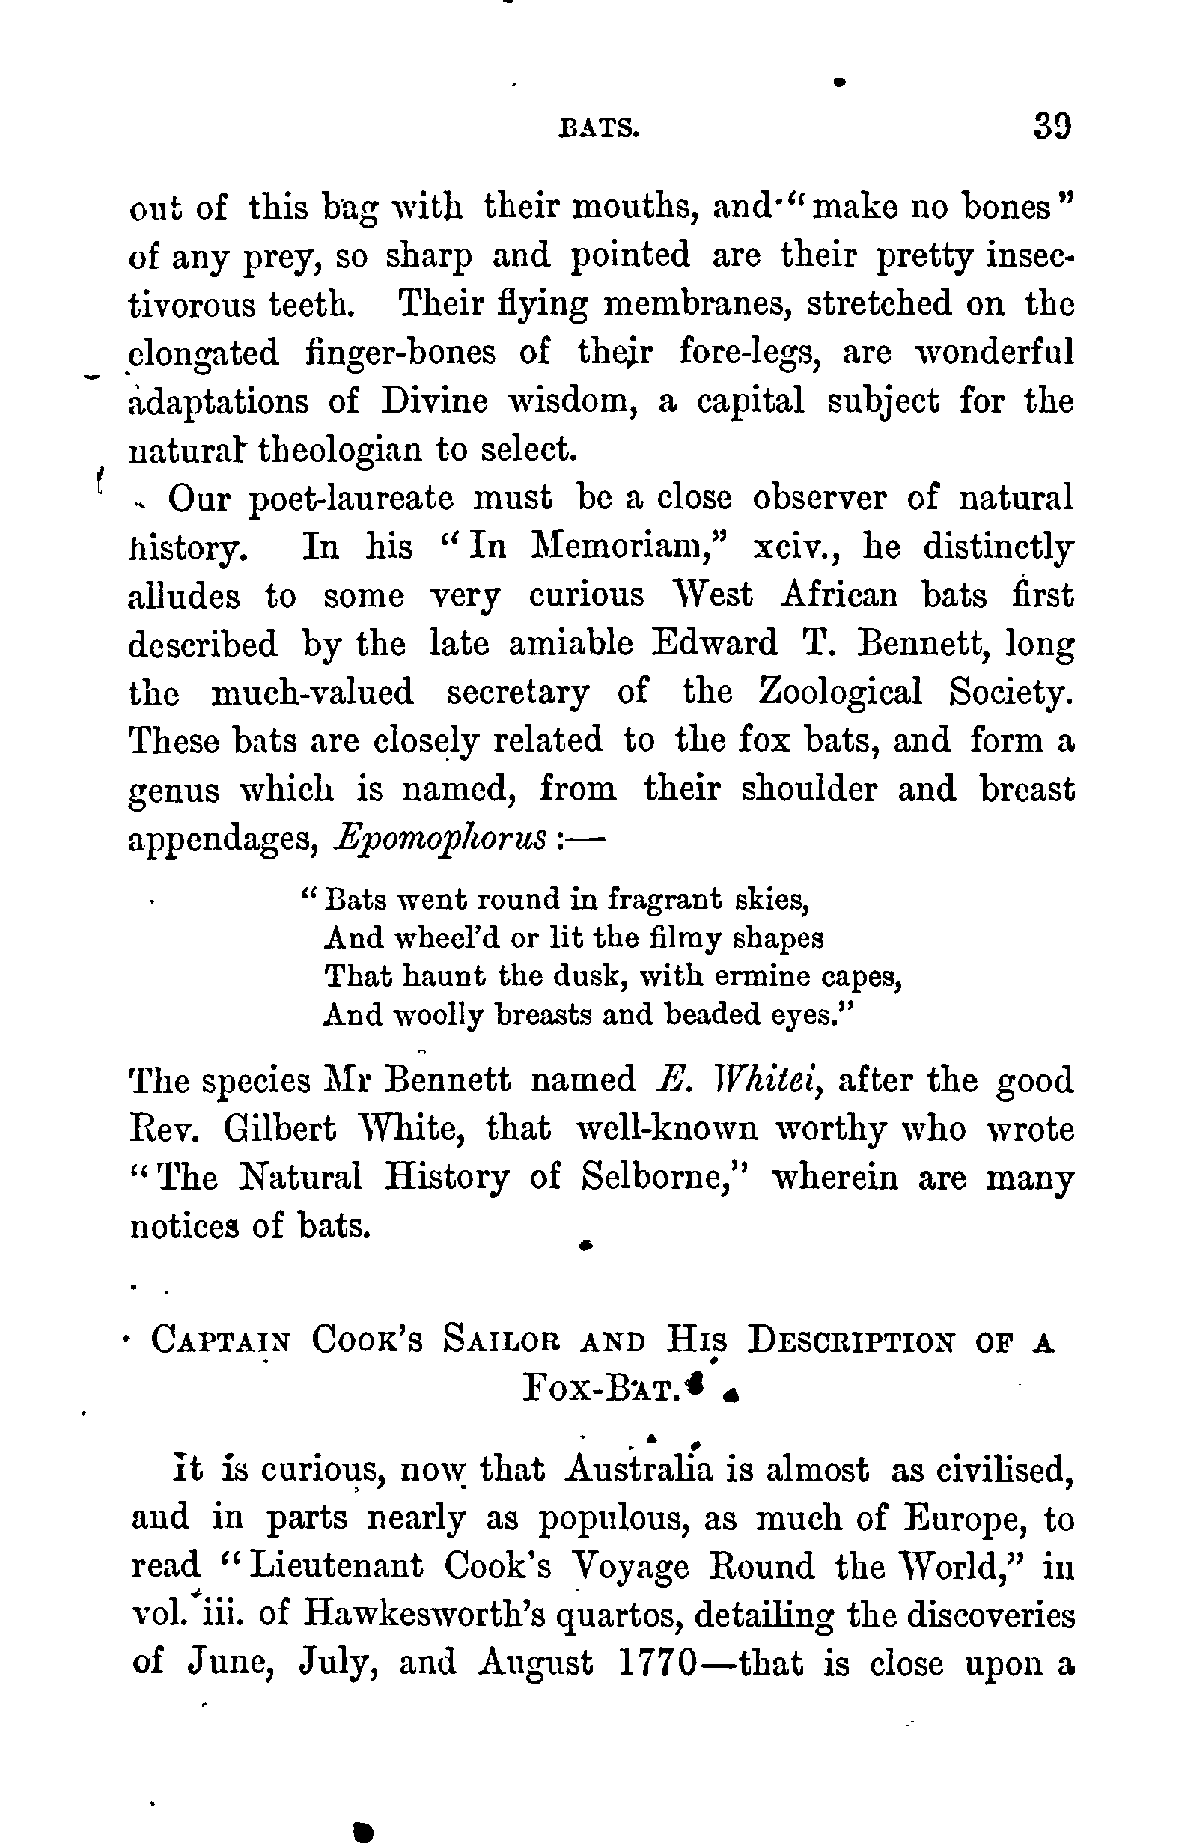 BATS. 39
out of this bag with their mouths, and "make no bones"
of any prey, so sharp and pointed are their pretty insec-
tivorous teeth. Their flying membranes, stretched on the
elongated finger-bones of their fore-legs, are wonderful
adaptations of Divine wisdom, a capital subject for the
natural theologian to select.
Our poet-laureate must be a close observer of natural
history. In his "In Memoriam," xciv., he distinctly
alludes to some very curious West African bats first
described by the late amiable Edward T. Bennett, long
the much-valued secretary of the Zoological Society.
These bats are closely related to the fox bats, and form a
genus which is named, from their shoulder and breast
appendages, Epomophorus :—
"Bats went round in fragrant skies,
And wheel'd or lit the filmy shapes
That haunt the dusk, with ermine capes,
And woolly breasts and beaded eyes."
The species Mr Bennett named E. Whitei, after the good
Rev. Gilbert White, that well-known worthy who wrote
"The Natural History of Selborne," wherein are many
notices of bats.
CAPTAIN COOK'S SAILOR AND HIS DESCRIPTION OF A
FOX-BAT.
It is curious, now that Australia is almost as civilised,
and in parts nearly as populous, as much of Europe, to
read "Lieutenant Cook's Voyage Round the World," in
vol. iii. of Hawkesworth's quartos, detailing the discoveries
of June, July, and August 1770—that is close upon a